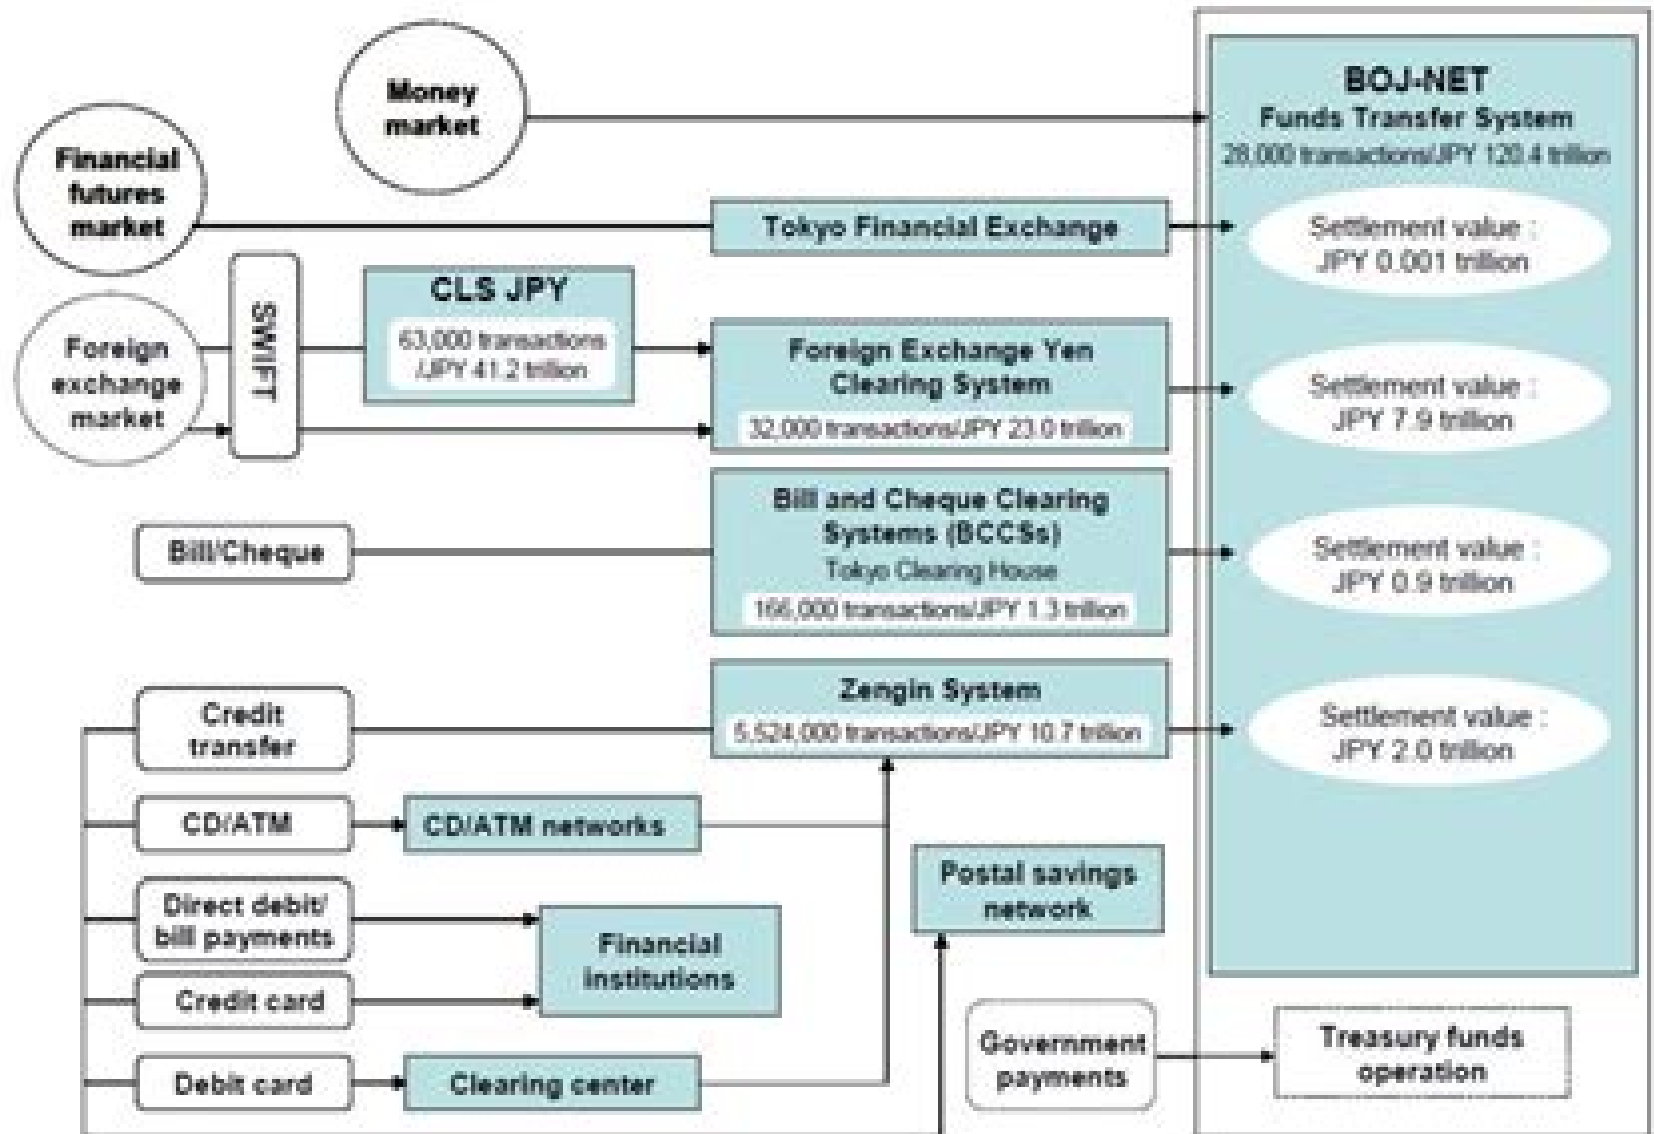 Money
market
BOJ-NET
Funds Transfer System
28,000 transactions/JPY 120.4 trillion
Financial
futures
market
Tokyo Financial Exchange
Settlement value :
JPY 0.001 trillion
SWIFT
CLS JPY
63,000 transactions
/JPY 41.2 trillion
Foreign
exchange
market
Foreign Exchange Yen
Clearing System
32,000 transactions/JPY 23.0 trillion
Settlement value :
JPY 7.9 trillion
Bill/Cheque
Bill and Cheque Clearing
Systems (BCCSs)
Tokyo Clearing House
166,000 transactions/JPY 1.3 trillion
Settlement value :
JPY 0.9 trillion
Credit
transfer
Zengin System
5,524,000 transactions/JPY 10.7 trillion
Settlement value :
JPY 2.0 trillion
CD/ATM
CD/ATM networks
Direct debit/
bill payments
Financial
institutions
Postal savings
network
Credit card
Debit card
Clearing center
Government
payments
Treasury funds
operation